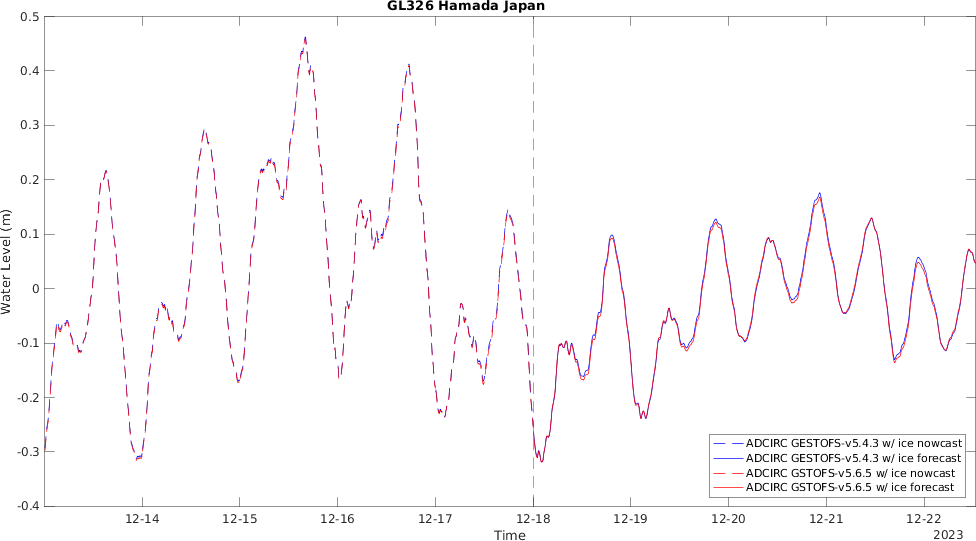 GL326 Hamada Japan
0.5
0.4
0.3
0.2
0.1
0
-0.1
-0.2
-0.3
-0.4
Water Level (m)
ADCIRC GESTOFS-v5.4.3 w/ ice nowcast
ADCIRC GESTOFS-v5.4.3 w/ ice forecast
ADCIRC GSTOFS-v5.6.5 w/ ice nowcast
ADCIRC GSTOFS-v5.6.5 w/ ice forecast
12-14 12-15 12-16 12-17 12-18 12-19 12-20 12-21 12-22
Time
2023